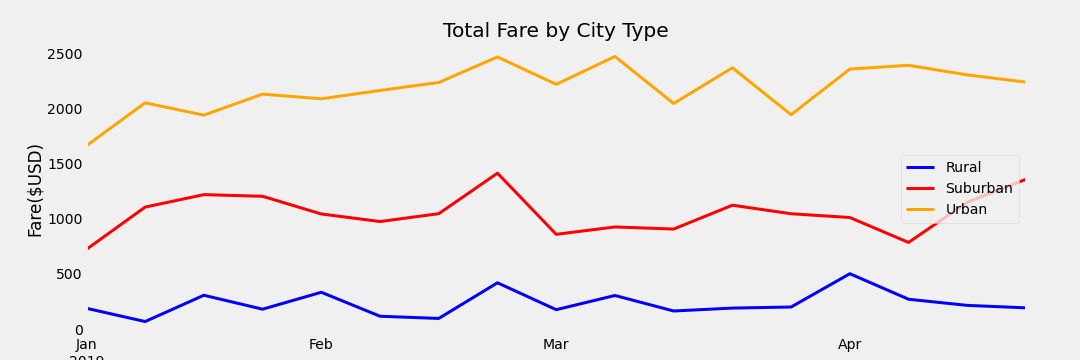 Total Fare by City Type
Fare($USD)
2500
2000
1500
1000
500
0
Rural
Suburban
Urban
Jan Feb Mar Apr